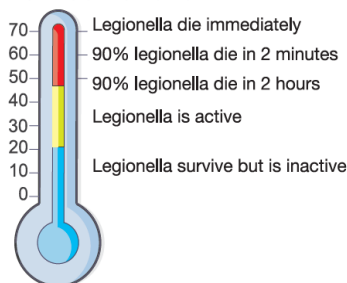 70 Legionella die immediately
60 90% legionella die in 2 minutes
50 90% legionella die in 2 hours
40
30 Legionella is active
20
10 Legionella survive but is inactive
0